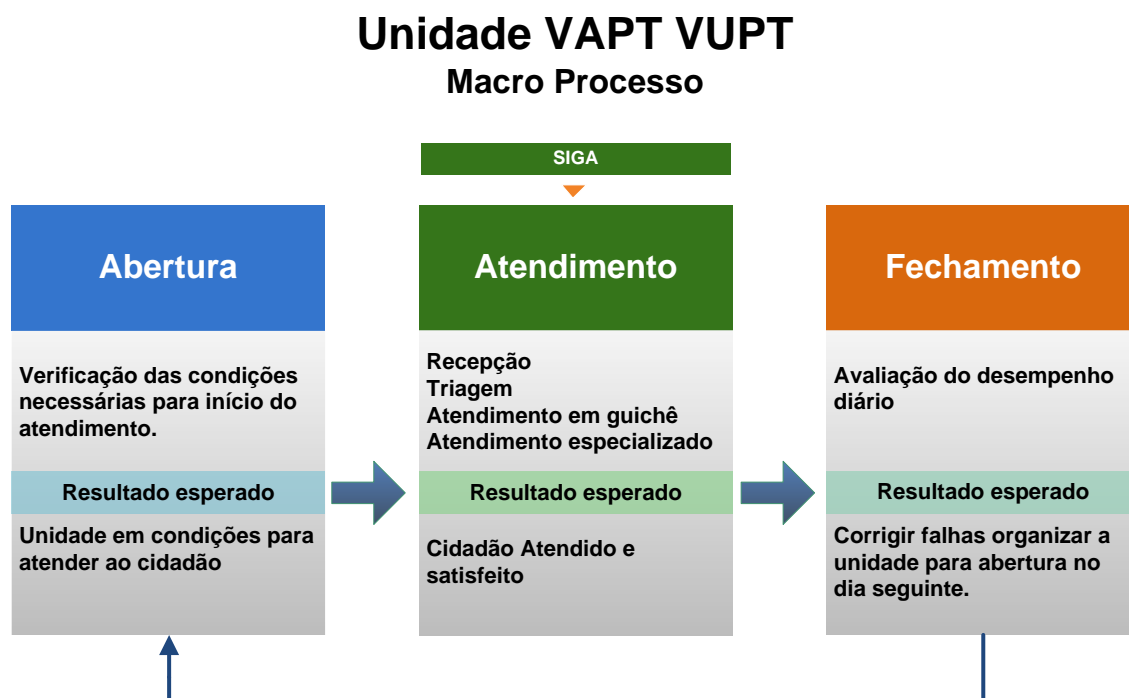 Unidade VAPT VUPT
Macro Processo
SIGA
Abertura
Verificação das condições
necessárias para início do
atendimento.
Resultado esperado
Unidade em condições para
atender ao cidadão
Atendimento
Recepção
Triagem
Atendimento em guichê
Atendimento especializado
Resultado esperado
Cidadão Atendido e
satisfeito
Fechamento
Avaliação do desempenho
diário
Resultado esperado
Corrigir falhas organizar a
unidade para abertura no
dia seguinte.